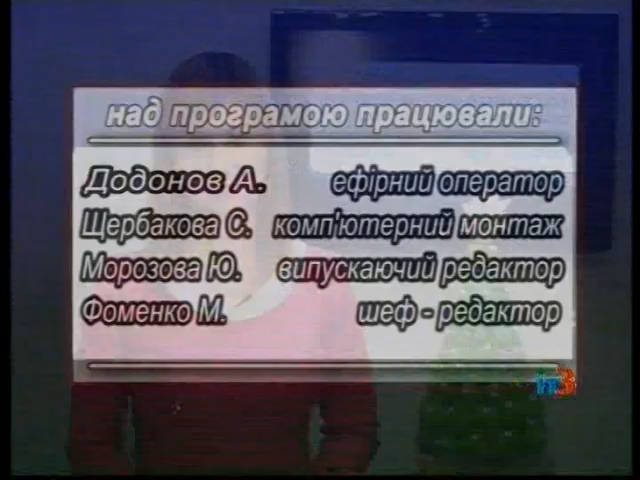 над програмою працювали:
Додонов А. ефірний оператор
Щербакова С. комп'ютерний монтаж
Морозова Ю. випускаючий редактор
Фоменко М. шеф - редактор